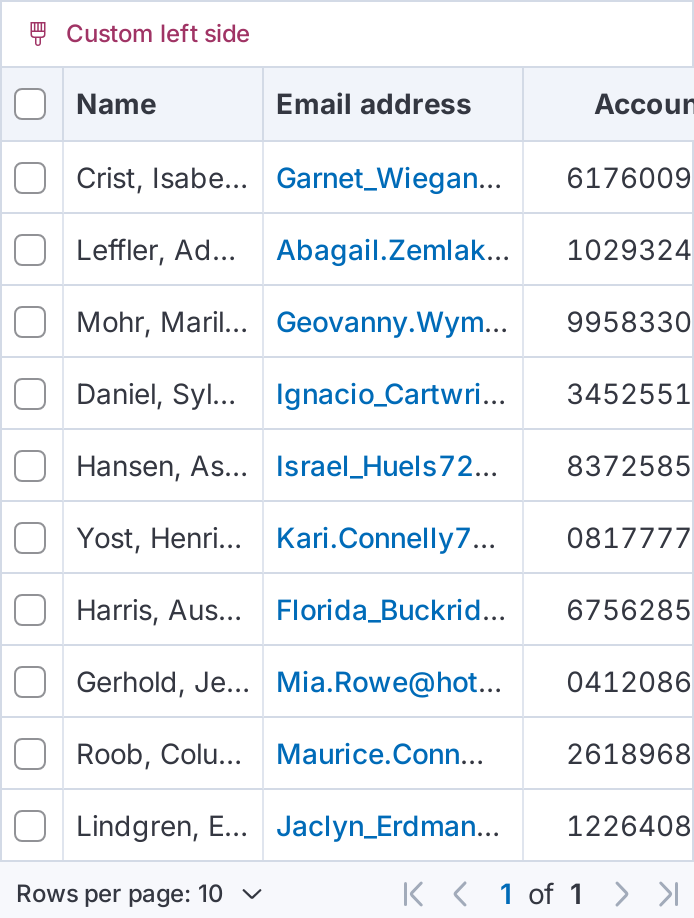 Custom left side
Name Email address Accoun
Crist, Isabe... Garnet_Wiegan... 6176009
Leffler, Ad... Abagail.Zemlak... 1029324
Mohr, Maril... Geovanny.Wym... 9958330
Daniel, Syl... Ignacio_Cartwri... 3452551
Hansen, As... Israel_Huels72... 8372585
Yost, Henri... Kari.Connelly7... 0817777
Harris, Aus... Florida_Buckrid... 6756285
Gerhold, Je... Mia.Rowe@hot... 0412086
Roob, Colu... Maurice.Conn... 2618968
Lindgren, E... Jaclyn_Erdman... 1226408
Rows per page: 10 1 of 1